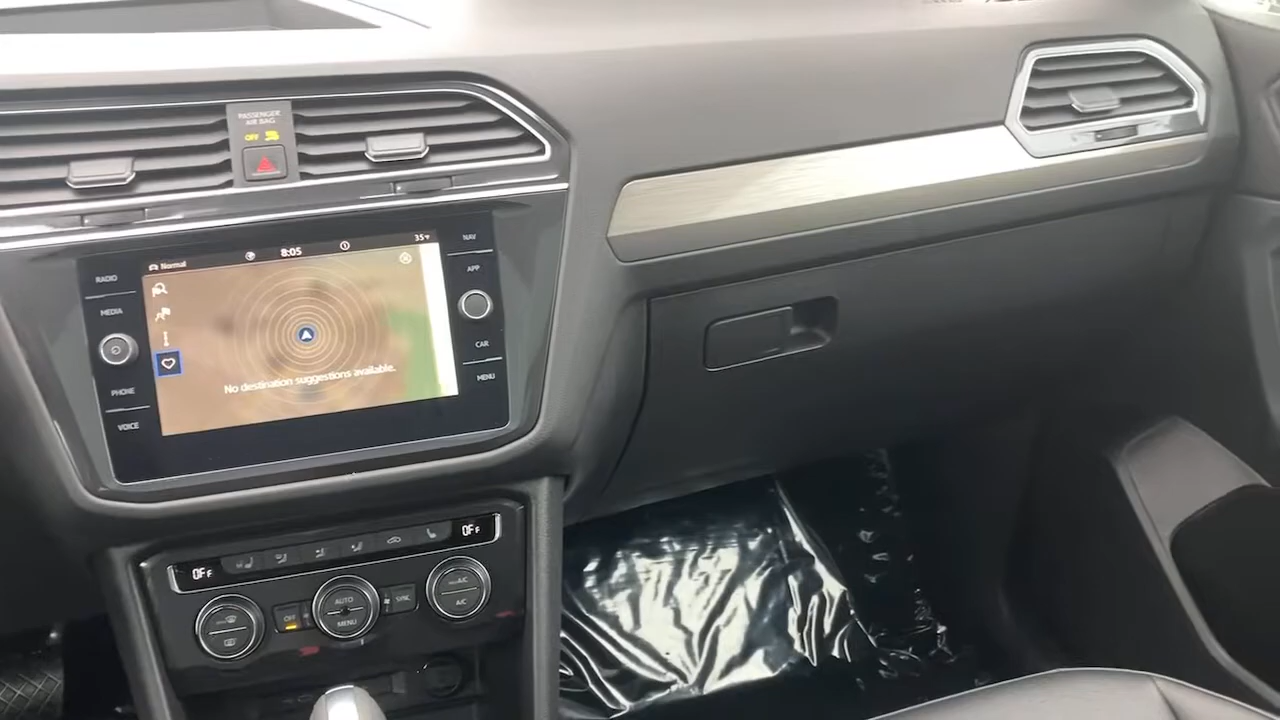 PASSENGER
AIR BAG
OFF
Normal
8:05
35
No destination suggestions available.
RADIO
MEDIA
PHONE
VOICE
NAV
APP
CAR
MENU
OFF
OFF
OFF
AUTO
MENU
SYNC
A/C
A/C